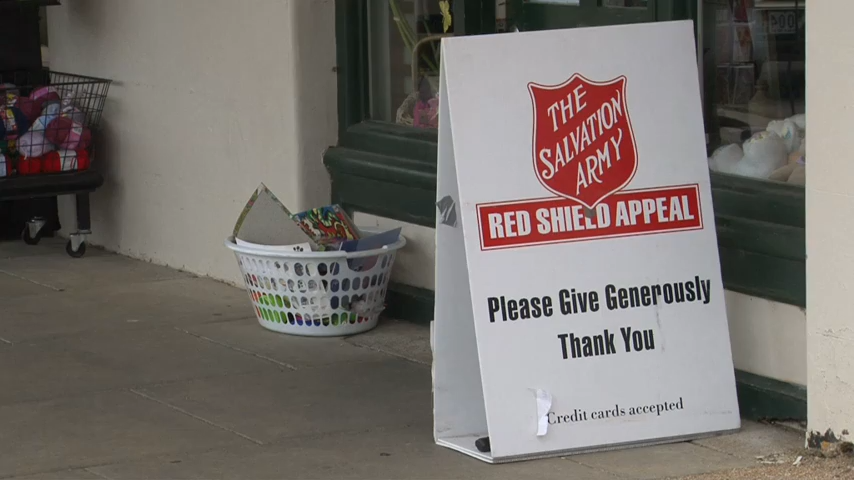 THE
SALVATION
ARMY
RED SHIELD APPEAL
Please Give Generously
Thank You
Credit cards accepted